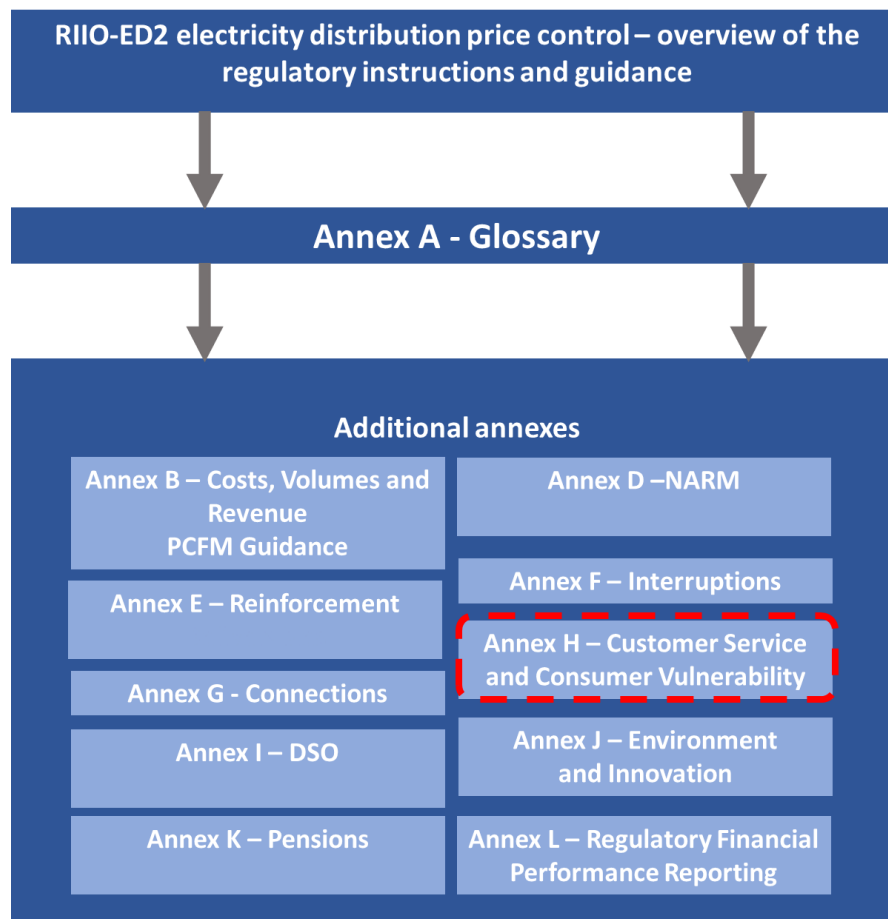 RIIO-ED2 electricity distribution price control – overview of the
regulatory instructions and guidance
Annex A - Glossary
Additional annexes
Annex B – Costs, Volumes and
Revenue
PCFM Guidance
Annex D –NARM
Annex E – Reinforcement
Annex F – Interruptions
Annex G - Connections
Annex H – Customer Service
and Consumer Vulnerability
Annex I – DSO
Annex J – Environment
and Innovation
Annex K – Pensions
Annex L – Regulatory Financial
Performance Reporting